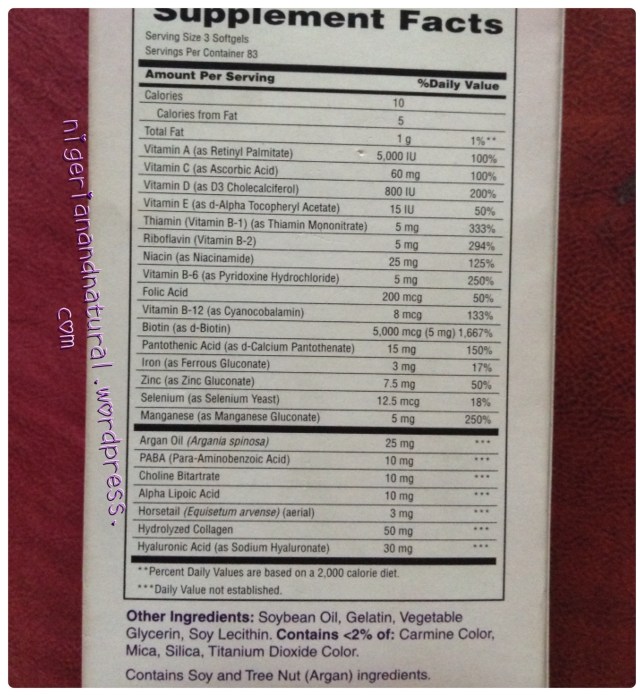 Supplement Facts
Serving Size 3 Softgels
Servings Per Container 83
Amount Per Serving %Daily Value
Calories 10
Calories from Fat 5
Total Fat 1 g 1%**
Vitamin A (as Retinyl Palmitate) 5,000 IU 100%
Vitamin C (as Ascorbic Acid) 60 mg 100%
Vitamin D (as D3 Cholecalciferol) 800 IU 200%
Vitamin E (as d-Alpha Tocopheryl Acetate) 15 IU 50%
Thiamin (Vitamin B-1) (as Thiamin Mononitrate) 5 mg 333%
Riboflavin (Vitamin B-2) 5 mg 294%
Niacin (as Niacinamide) 25 mg 125%
Vitamin B-6 (as Pyridoxine Hydrochloride) 5 mg 250%
Folic Acid 200 mcg 50%
Vitamin B-12 (as Cyanocobalamin) 8 mcg 133%
Biotin (as d-Biotin) 5,000 mcg (5 mg) 1,667%
Pantothenic Acid (as d-Calcium Pantothenate) 15 mg 150%
Iron (as Ferrous Gluconate) 3 mg 17%
Zinc (as Zinc Gluconate) 7.5 mg 50%
Selenium (as Selenium Yeast) 12.5 mcg 18%
Manganese (as Manganese Gluconate) 5 mg 250%
Argan Oil (Argania spinosa) 25 mg ***
PABA (Para-Aminobenzoic Acid) 10 mg ***
Choline Bitartrate 10 mg ***
Alpha Lipoic Acid 10 mg ***
Horsetail (Equisetum arvense) (aerial) 3 mg ***
Hydrolyzed Collagen 50 mg ***
Hyaluronic Acid (as Sodium Hyaluronate) 30 mg ***
**Percent Daily Values are based on a 2,000 calorie diet.
***Daily Value not established.
Other Ingredients: Soybean Oil, Gelatin, Vegetable
Glycerin, Soy Lecithin. Contains <2% of: Carmine Color,
Mica, Silica, Titanium Dioxide Color.
Contains Soy and Tree Nut (Argan) ingredients.
nigerianandnatural.wordpress.
com